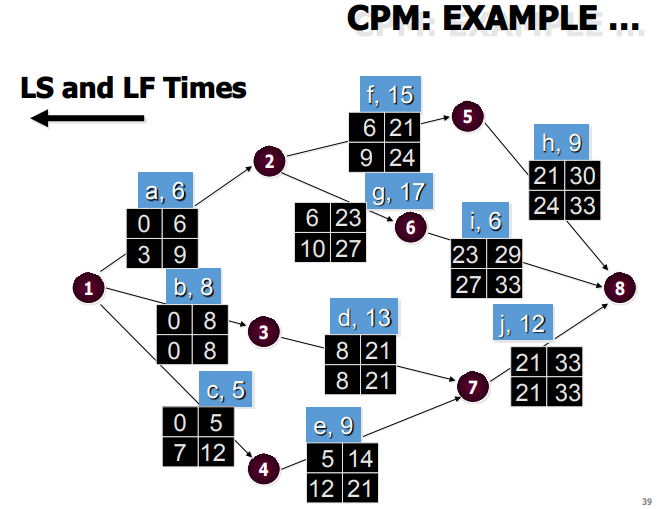 CPM: EXAMPLE ...
LS and LF Times
f, 15
6 21
9 24
5
h, 9
21 30
24 33
2
a, 6
0 6
3 9
g, 17
6 23
10 27
6
i, 6
23 29
27 33
1
8
b, 8
0 8
0 8
3
d, 13
8 21
8 21
j, 12
21 33
21 33
7
c, 5
0 5
7 12
4
e, 9
5 14
12 21
39